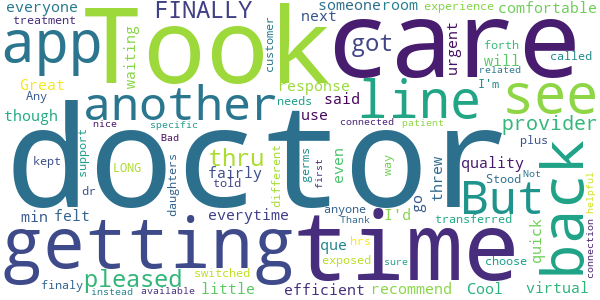 everyone FINALLY someone room next comfortable experience
treatment app Took care waiting customer got urgent forth will called
Great Any another line response said use needs I'm related see
though LONG support nice specific Bad connected patient provider
doctor But back
kept dr told daughters thru fairly different germs even first way threw go quality plus Stood Not
min felt everytime I'd anyone Thank transferred quick helpful connection
getting time
que hrs exposed sure choose Cool
pleased switched little efficient recommend virtual
finaly instead available